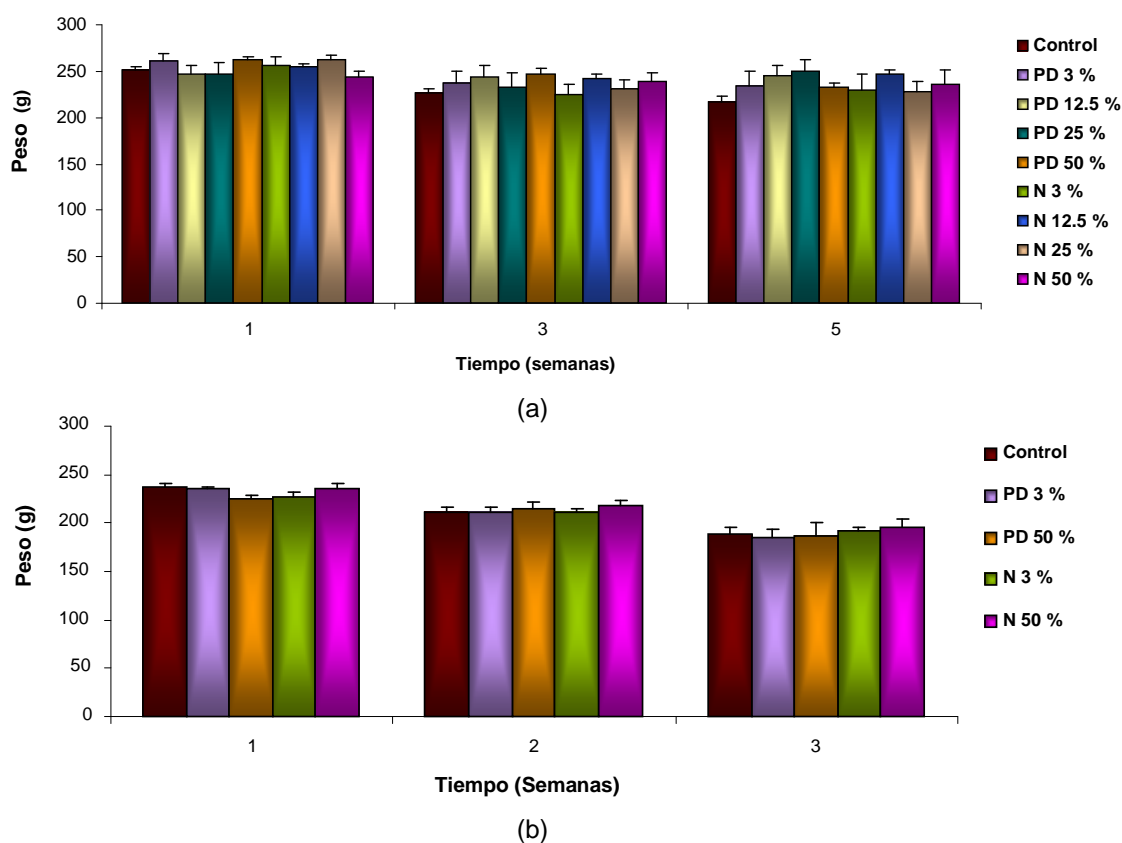 300
250
200
150
100
50
0
Peso (g)
1
3
5
Tiempo (semanas)
Control
PD 3 %
PD 12.5 %
PD 25 %
PD 50 %
N 3 %
N 12.5 %
N 25 %
N 50 %
(a)
300
250
200
150
100
50
0
Peso (g)
1
2
3
Tiempo (Semanas)
Control
PD 3 %
PD 50 %
N 3 %
N 50 %
(b)